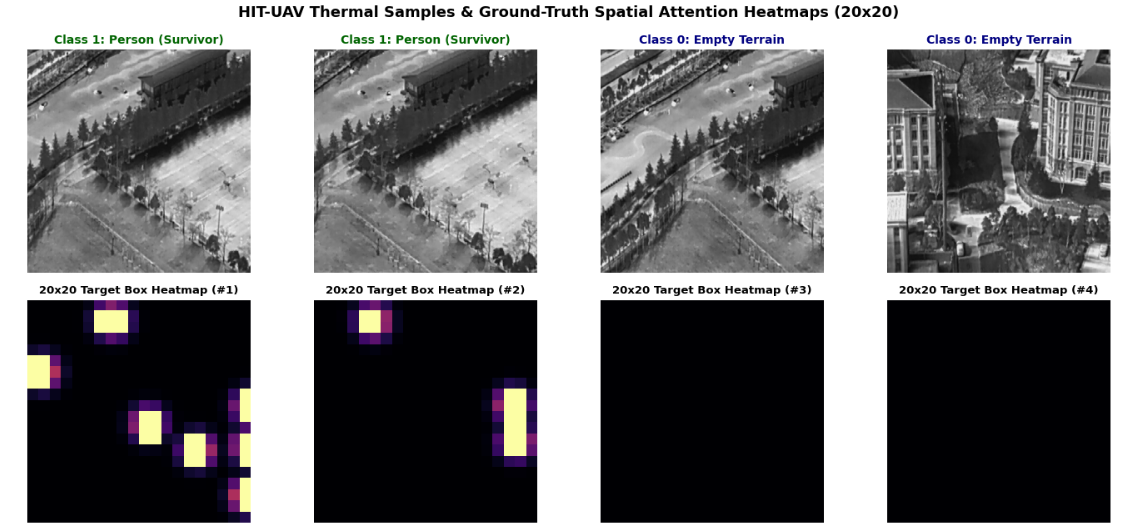 HIT-UAV Thermal Samples & Ground-Truth Spatial Attention Heatmaps (20x20)
Class 1: Person (Survivor)
Class 1: Person (Survivor)
Class 0: Empty Terrain
Class 0: Empty Terrain
20x20 Target Box Heatmap (#1)
20x20 Target Box Heatmap (#2)
20x20 Target Box Heatmap (#3)
20x20 Target Box Heatmap (#4)